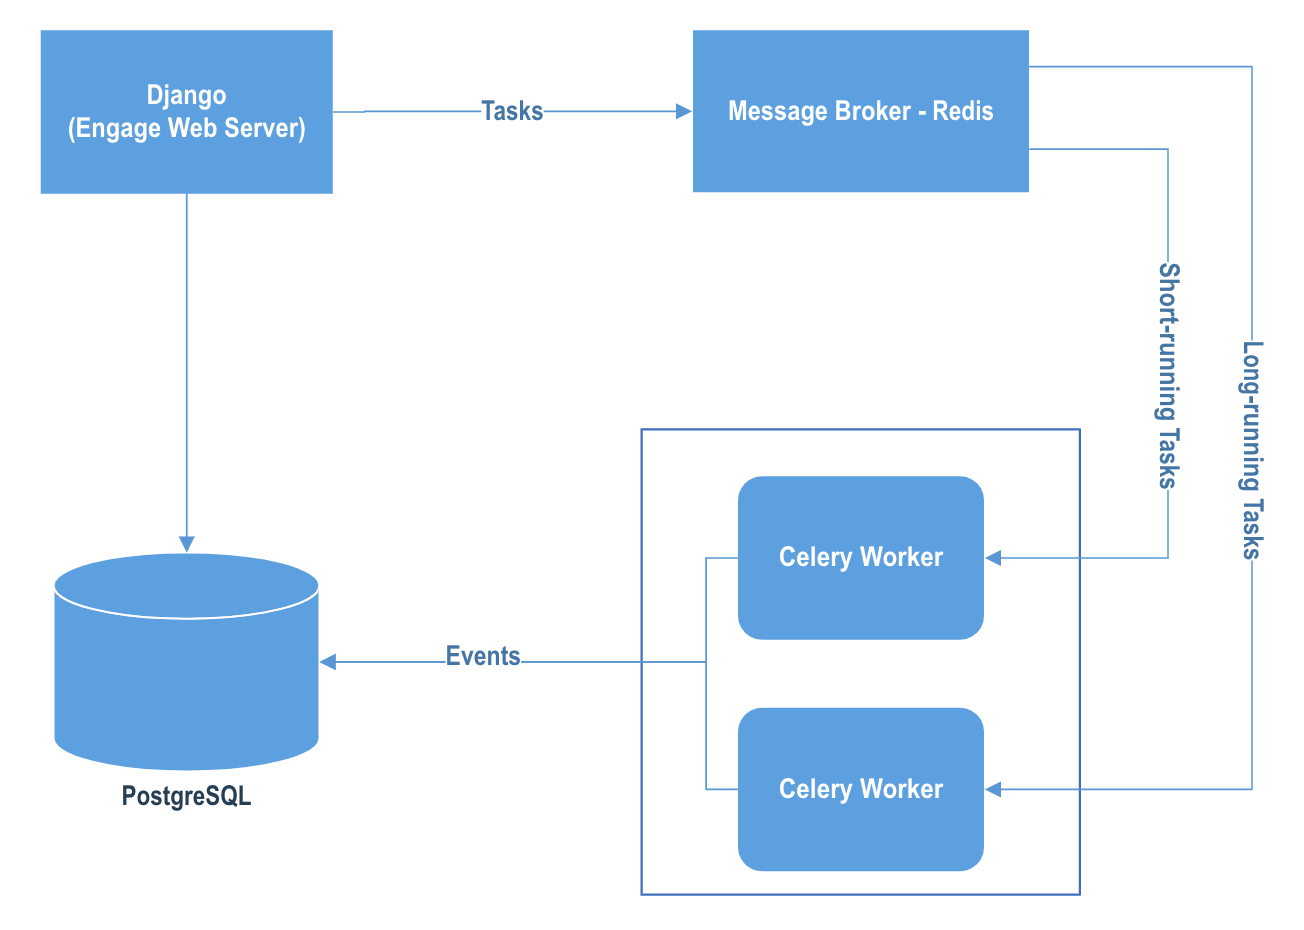 Django
(Engage Web Server)
Tasks
Message Broker - Redis
Short-running Tasks
Long-running Tasks
Celery Worker
Events
Celery Worker
PostgreSQL